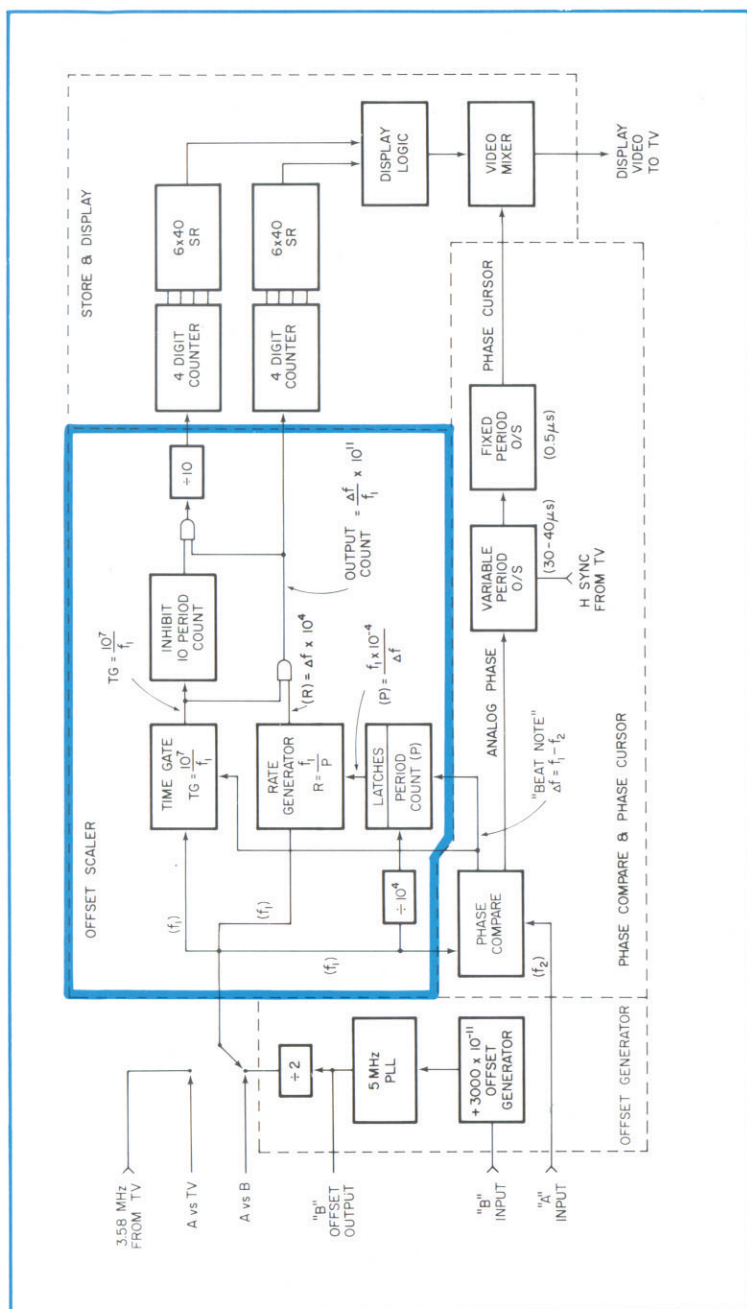 STORE & DISPLAY
OFFSET SCALER
6x40
SR
4 DIGIT
COUNTER
÷10
6x40
SR
4 DIGIT
COUNTER
DISPLAY
LOGIC
VIDEO
MIXER
DISPLAY
VIDEO
TO TV
TG = 10⁷/f₁
INHIBIT
10 PERIOD
COUNT
OUTPUT
COUNT = Δf/f₁ x 10¹¹
(R) = Δf x 10⁴
TIME GATE
TG = 10⁷/f₁
RATE
GENERATOR
R = f₁/P
(P) = f₁ x 10⁻⁴/Δf
LATCHES
PERIOD
COUNT (P)
÷10⁴
(f₁)
(f₁)
(f₁)
PHASE CURSOR
FIXED
PERIOD
O/S
(0.5µs)
VARIABLE
PERIOD
O/S
(30-40µs)
H SYNC
FROM TV
ANALOG PHASE
"BEAT NOTE"
Δf = f₁ - f₂
PHASE
COMPARE
(f₂)
PHASE COMPARE & PHASE CURSOR
3.58 MHz
FROM TV
A vs TV
A vs B
"B"
OFFSET
OUTPUT
÷2
5 MHz
PLL
+3000 x 10⁻¹¹
OFFSET
GENERATOR
OFFSET GENERATOR
"B"
INPUT
"A"
INPUT